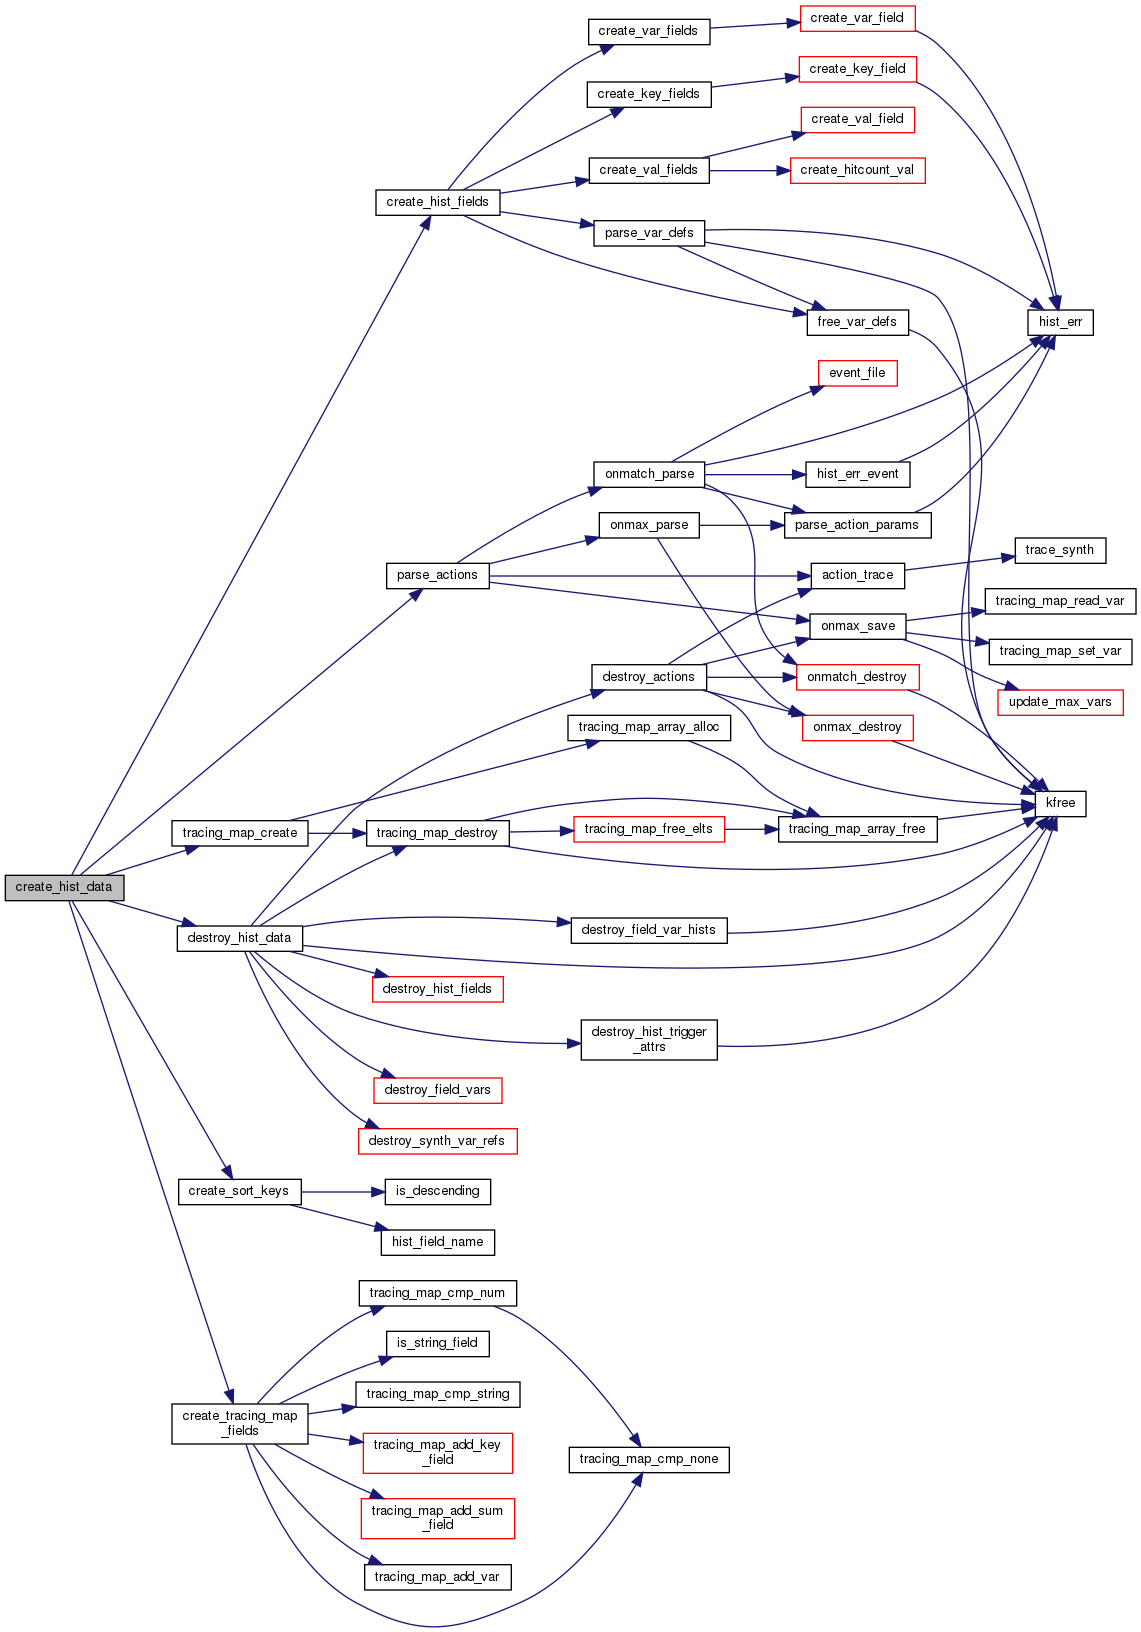 create_var_field
create_var_fields
create_key_field
create_key_fields
create_val_field
create_val_fields
create_hitcount_val
create_hist_fields
parse_var_defs
free_var_defs
hist_err
event_file
onmatch_parse
hist_err_event
onmax_parse
parse_action_params
trace_synth
parse_actions
action_trace
tracing_map_read_var
onmax_save
tracing_map_set_var
destroy_actions
onmatch_destroy
update_max_vars
tracing_map_array_alloc
onmax_destroy
kfree
tracing_map_create
tracing_map_destroy
tracing_map_free_elts
tracing_map_array_free
create_hist_data
destroy_hist_data
destroy_field_var_hists
destroy_hist_fields
destroy_hist_trigger
_attrs
destroy_field_vars
destroy_synth_var_refs
create_sort_keys
is_descending
hist_field_name
tracing_map_cmp_num
is_string_field
tracing_map_cmp_string
create_tracing_map
_fields
tracing_map_add_key
_field
tracing_map_cmp_none
tracing_map_add_sum
_field
tracing_map_add_var